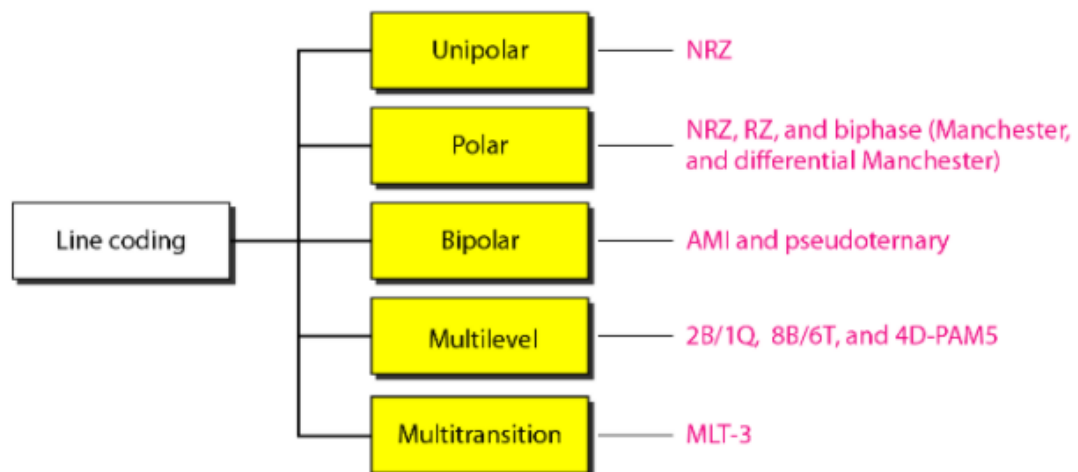 Unipolar
NRZ
Polar
NRZ, RZ, and biphase (Manchester,
and differential Manchester)
Line coding
Bipolar
AMI and pseudoternary
Multilevel
2B/1Q, 8B/6T, and 4D-PAM5
Multitransition
MLT-3